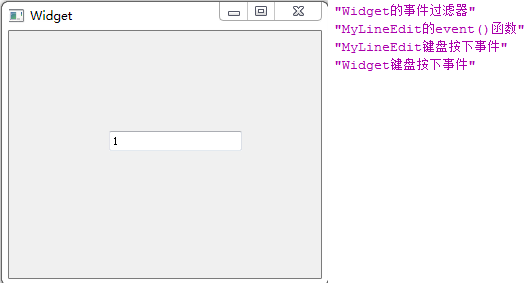 Widget
1
"Widget的事件过滤器"
"MyLineEdit的event()函数"
"MyLineEdit键盘按下事件"
"Widget键盘按下事件"